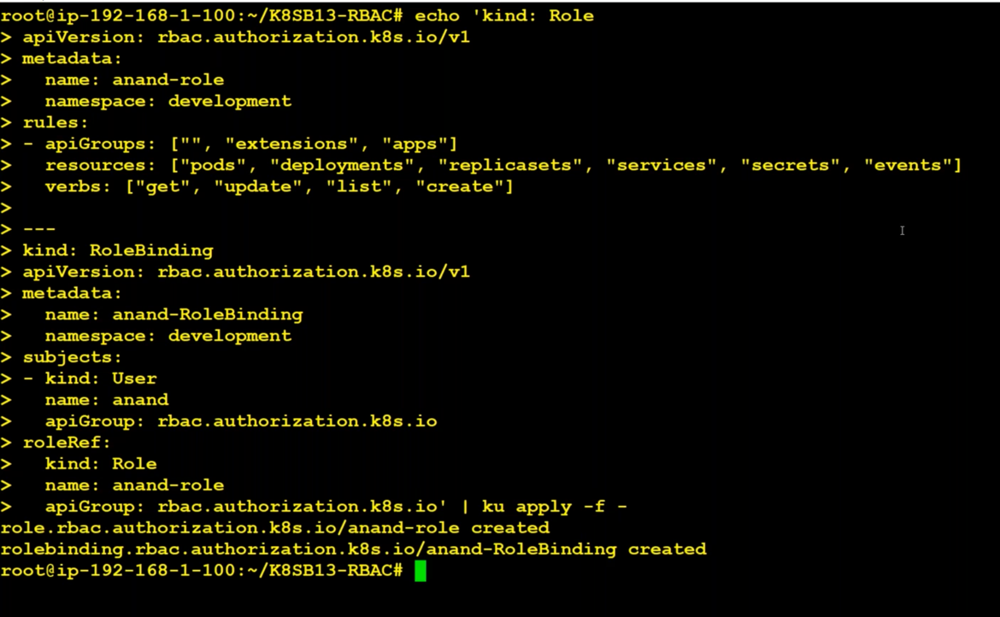 root@ip-192-168-1-100:~/K8SB13-RBAC# echo 'kind: Role
> apiVersion: rbac.authorization.k8s.io/v1
> metadata:
>   name: anand-role
>   namespace: development
> rules:
> - apiGroups: ["", "extensions", "apps"]
>   resources: ["pods", "deployments", "replicasets", "services", "secrets", "events"]
>   verbs: ["get", "update", "list", "create"]
>
> ---
> kind: RoleBinding
> apiVersion: rbac.authorization.k8s.io/v1
> metadata:
>   name: anand-RoleBinding
>   namespace: development
> subjects:
> - kind: User
>   name: anand
>   apiGroup: rbac.authorization.k8s.io
> roleRef:
>   kind: Role
>   name: anand-role
>   apiGroup: rbac.authorization.k8s.io' | ku apply -f -
role.rbac.authorization.k8s.io/anand-role created
rolebinding.rbac.authorization.k8s.io/anand-RoleBinding created
root@ip-192-168-1-100:~/K8SB13-RBAC#